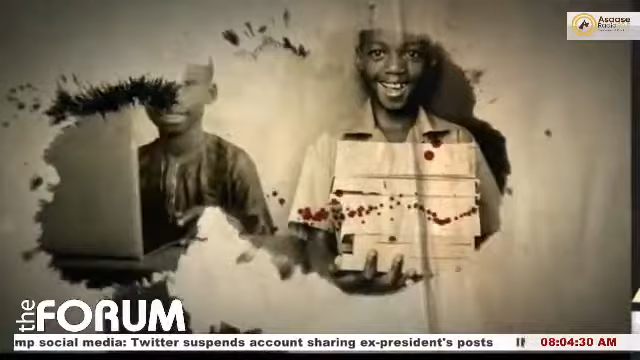 Asaase
Radio
the FORUM
mp social media: Twitter suspends account sharing ex-president's posts
08:04:30 AM